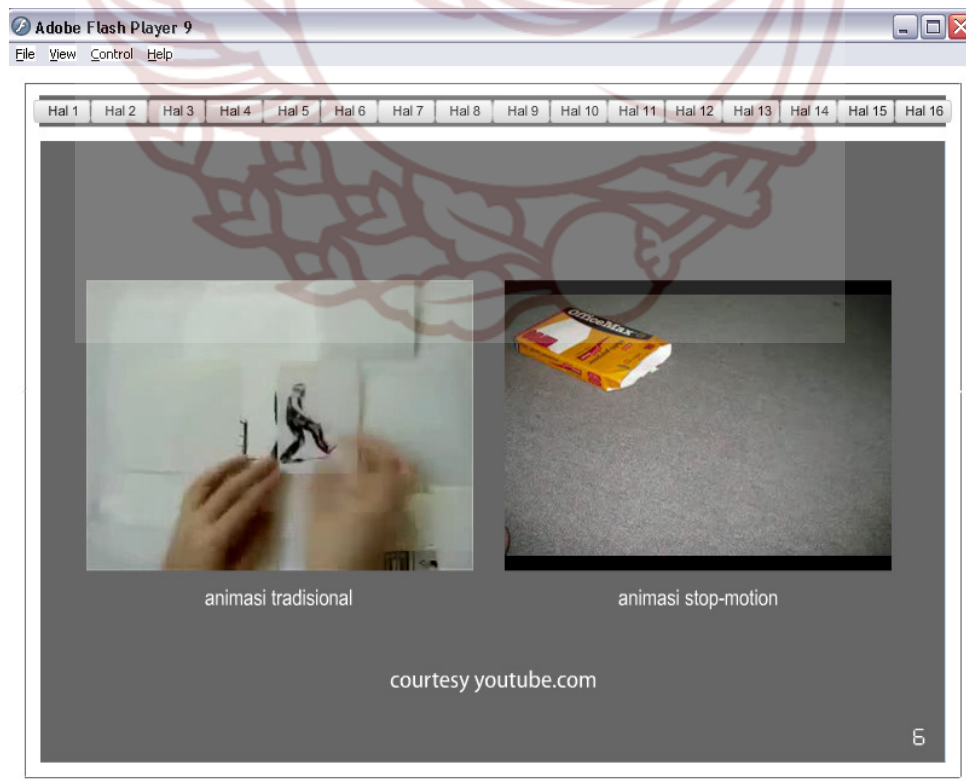 Adobe Flash Player 9
File View Control Help
Hal 1 Hal 2 Hal 3 Hal 4 Hal 5 Hal 6 Hal 7 Hal 8 Hal 9 Hal 10 Hal 11 Hal 12 Hal 13 Hal 14 Hal 15 Hal 16
OfficeMax
animasi tradisional
animasi stop-motion
courtesy youtube.com
6